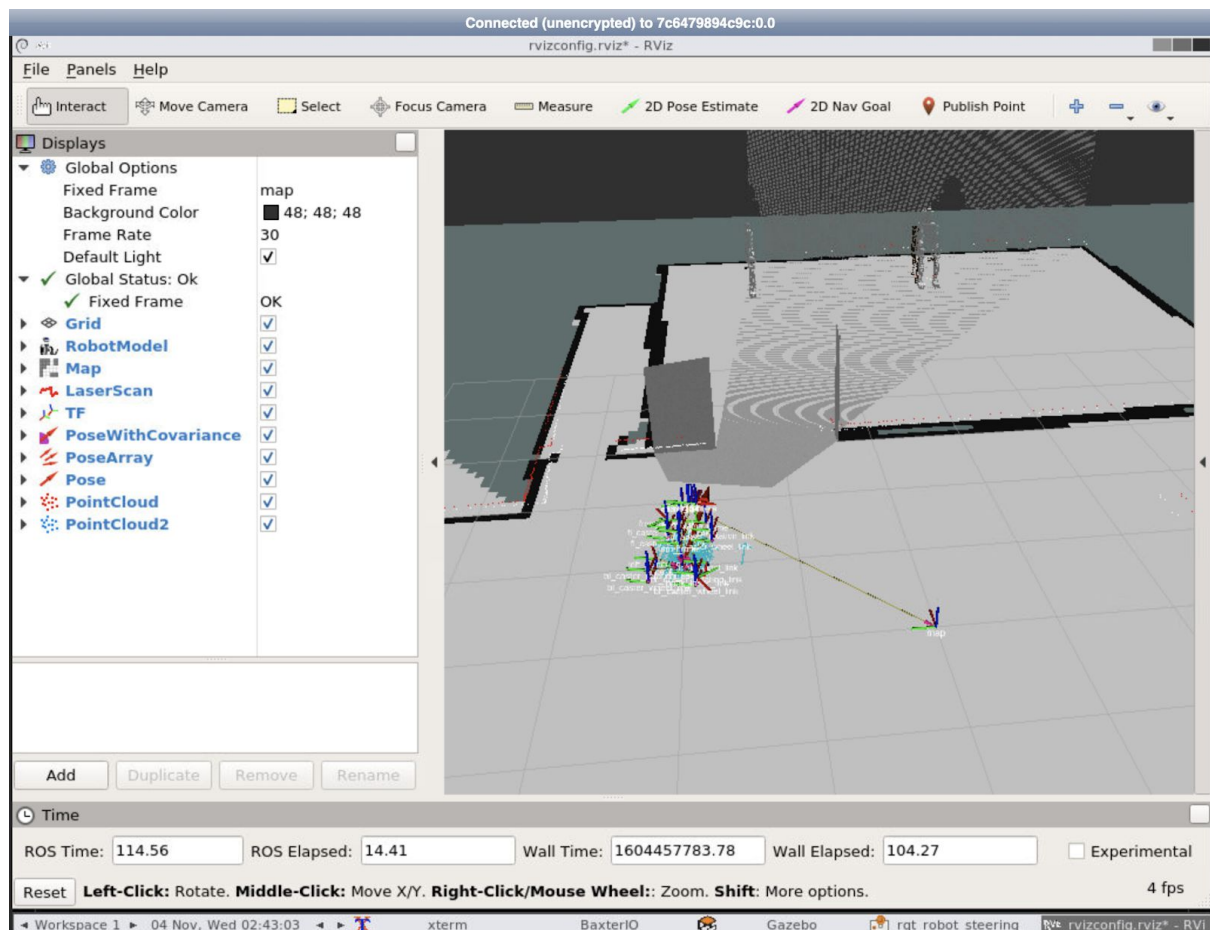 Connected (unencrypted) to 7c6479894c9c:0.0
rvizconfig.rviz* - RViz
File Panels Help
Interact Move Camera Select Focus Camera Measure 2D Pose Estimate 2D Nav Goal Publish Point
Displays
Global Options
Fixed Frame map
Background Color 48; 48; 48
Frame Rate 30
Default Light
Global Status: Ok
Fixed Frame OK
Grid
RobotModel
Map
LaserScan
TF
PoseWithCovariance
PoseArray
Pose
PointCloud
PointCloud2
map
Add Duplicate Remove Rename
Time
ROS Time: 114.56 ROS Elapsed: 14.41 Wall Time: 1604457783.78 Wall Elapsed: 104.27 Experimental
Reset Left-Click: Rotate. Middle-Click: Move X/Y. Right-Click/Mouse Wheel:: Zoom. Shift: More options. 4 fps
Workspace 1 04 Nov, Wed 02:43:03 xterm BaxterIO Gazebo rqt_robot_steering rvizconfig.rviz* - RVi